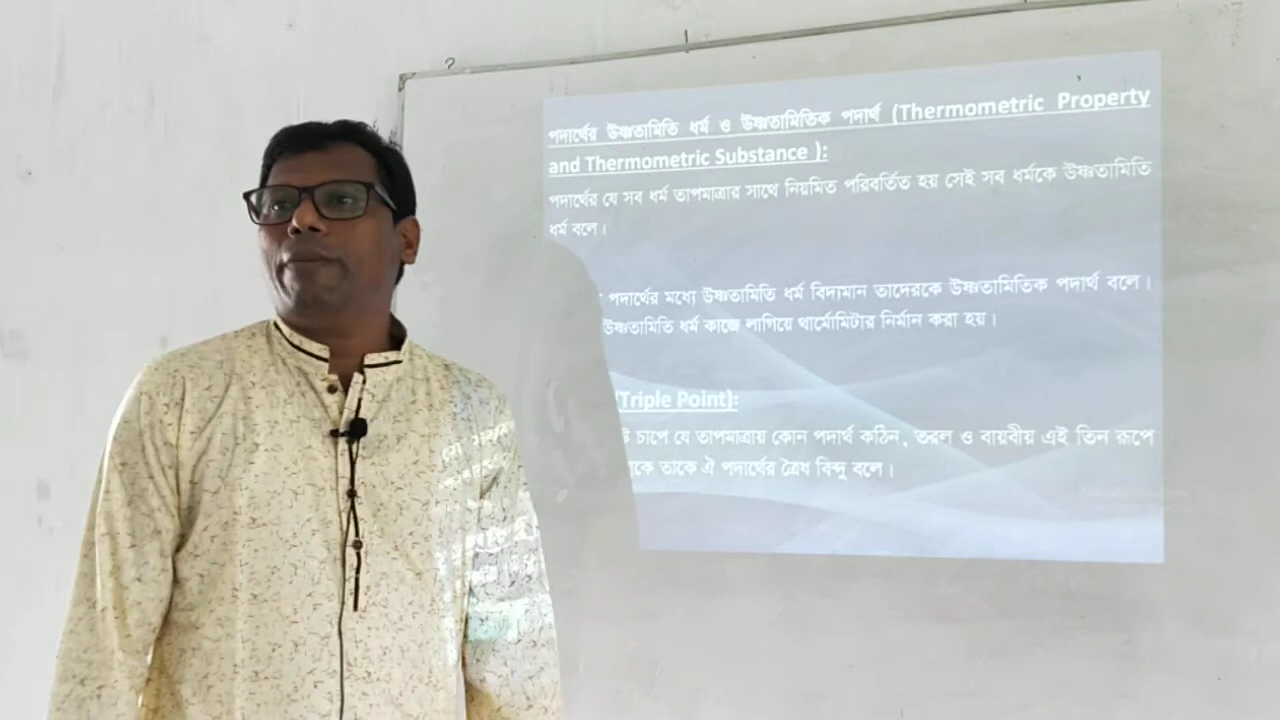 পদার্থের উষ্ণতামিতি ধর্ম ও উষ্ণতামিতিক পদার্থ (Thermometric Property
and Thermometric Substance ):
পদার্থের যে সব ধর্ম তাপমাত্রার সাথে নিয়মিত পরিবর্তিত হয় সেই সব ধর্মকে উষ্ণতামিতি
ধর্ম বলে।
পদার্থের মধ্যে উষ্ণতামিতি ধর্ম বিদ্যমান তাদেরকে উষ্ণতামিতিক পদার্থ বলে।
উষ্ণতামিতি ধর্ম কাজে লাগিয়ে থার্মোমিটার নির্মান করা হয়।
(Triple Point):
চাপে যে তাপমাত্রায় কোন পদার্থ কঠিন, তরল ও বায়বীয় এই তিন রূপে
তাকে ঐ পদার্থের ত্রৈধ বিন্দু বলে।